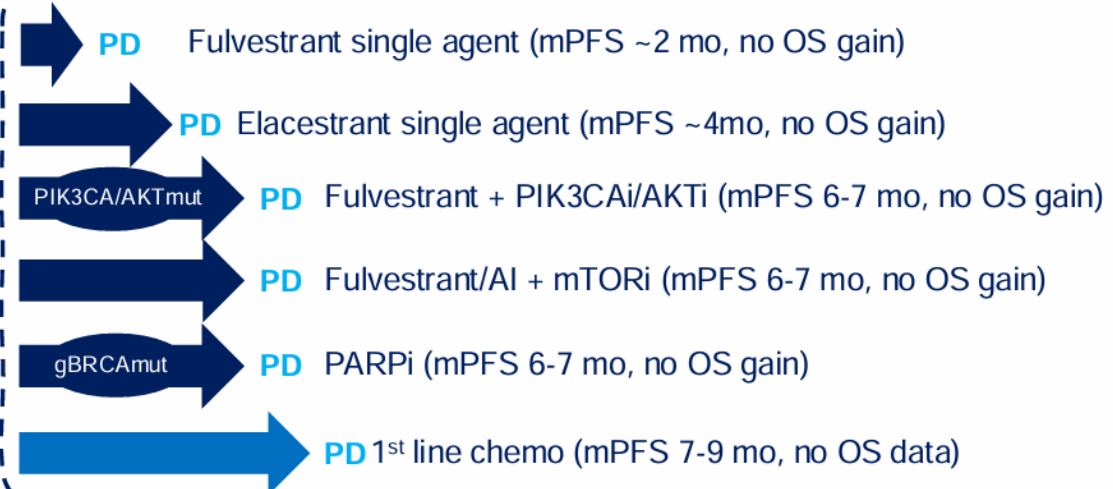 PD Fulvestrant single agent (mPFS ~2 mo, no OS gain)
PD Elacestrant single agent (mPFS ~4mo, no OS gain)
PIK3CA/AKTmut PD Fulvestrant + PIK3CAi/AKTi (mPFS 6-7 mo, no OS gain)
PD Fulvestrant/AI + mTORi (mPFS 6-7 mo, no OS gain)
gBRCAmut PD PARPi (mPFS 6-7 mo, no OS gain)
PD 1st line chemo (mPFS 7-9 mo, no OS data)